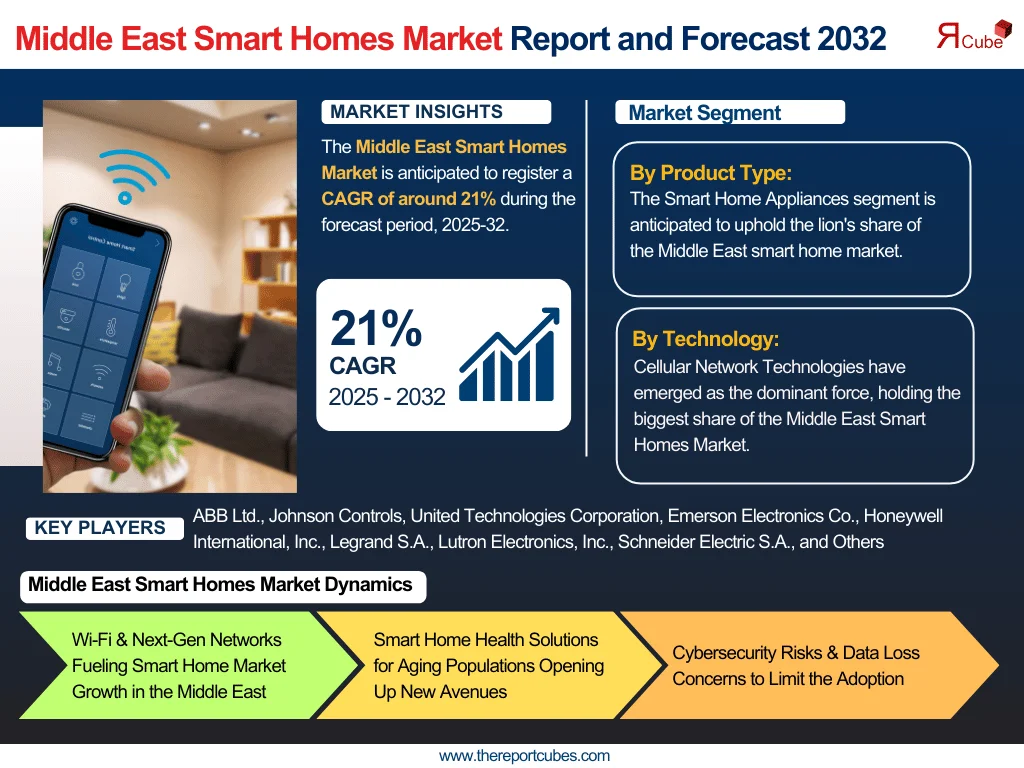 Middle East Smart Homes Market Report and Forecast 2032
ЯCube
MARKET INSIGHTS
The Middle East Smart Homes
Market is anticipated to register a
CAGR of around 21% during the
forecast period, 2025-32.
21%
CAGR
2025 - 2032
Market Segment
By Product Type:
The Smart Home Appliances segment is
anticipated to uphold the lion's share of
the Middle East smart home market.
By Technology:
Cellular Network Technologies have
emerged as the dominant force, holding the
biggest share of the Middle East Smart
Homes Market.
KEY PLAYERS
ABB Ltd., Johnson Controls, United Technologies Corporation, Emerson Electronics Co., Honeywell
International, Inc., Legrand S.A., Lutron Electronics, Inc., Schneider Electric S.A., and Others
Middle East Smart Homes Market Dynamics
Wi-Fi & Next-Gen Networks
Fueling Smart Home Market
Growth in the Middle East
Smart Home Health Solutions
for Aging Populations Opening
Up New Avenues
Cybersecurity Risks & Data Loss
Concerns to Limit the Adoption
www.thereportcubes.com